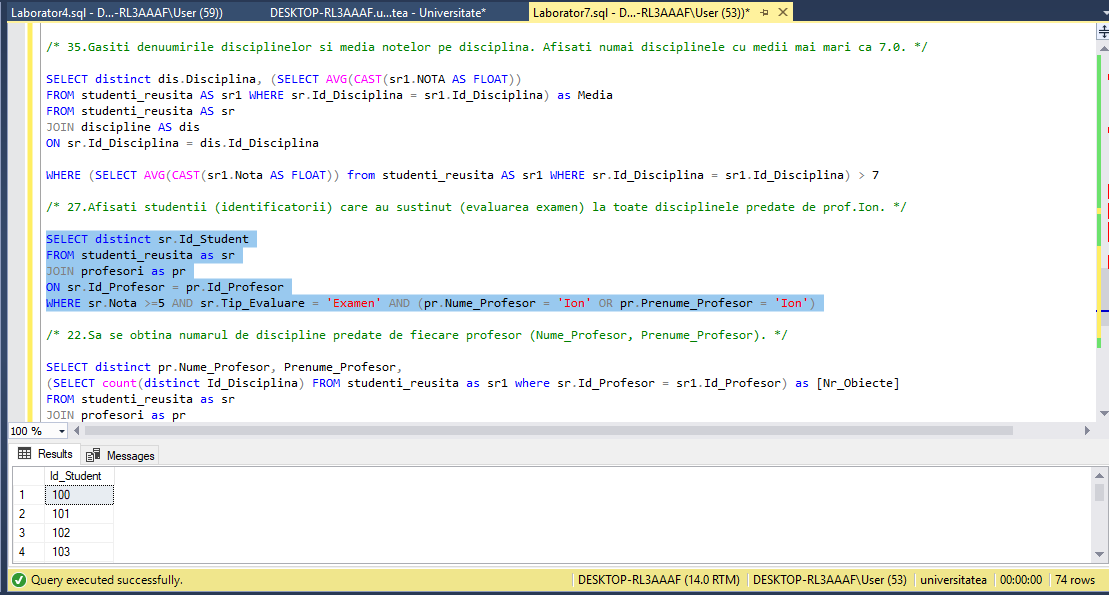 Laborator4.sql - D...-RL3AAAF\User (59))
DESKTOP-RL3AAAF.u...tea - Universitate*
Laborator7.sql - D...-RL3AAAF\User (53))*
/* 35.Gasiti denuumirile disciplinelor si media notelor pe disciplina. Afisati numai disciplinele cu medii mai mari ca 7.0. */
SELECT distinct dis.Disciplina, (SELECT AVG(CAST(sr1.NOTA AS FLOAT))
FROM studenti_reusita AS sr1 WHERE sr.Id_Disciplina = sr1.Id_Disciplina) as Media
FROM studenti_reusita AS sr
JOIN discipline AS dis
ON sr.Id_Disciplina = dis.Id_Disciplina
WHERE (SELECT AVG(CAST(sr1.Nota AS FLOAT)) from studenti_reusita AS sr1 WHERE sr.Id_Disciplina = sr1.Id_Disciplina) > 7
/* 27.Afisati studentii (identificatorii) care au sustinut (evaluarea examen) la toate disciplinele predate de prof.Ion. */
SELECT distinct sr.Id_Student
FROM studenti_reusita as sr
JOIN profesori as pr
ON sr.Id_Profesor = pr.Id_Profesor
WHERE sr.Nota >=5 AND sr.Tip_Evaluare = 'Examen' AND (pr.Nume_Profesor = 'Ion' OR pr.Prenume_Profesor = 'Ion')
/* 22.Sa se obtina numarul de discipline predate de fiecare profesor (Nume_Profesor, Prenume_Profesor). */
SELECT distinct pr.Nume_Profesor, Prenume_Profesor,
(SELECT count(distinct Id_Disciplina) FROM studenti_reusita as sr1 where sr.Id_Profesor = sr1.Id_Profesor) as [Nr_Obiecte]
FROM studenti_reusita as sr
JOIN profesori as pr
100 %
Results
Messages
Id_Student
1 100
2 101
3 102
4 103
Query executed successfully.
DESKTOP-RL3AAAF (14.0 RTM)
DESKTOP-RL3AAAF\User (53)
universitatea
00:00:00
74 rows